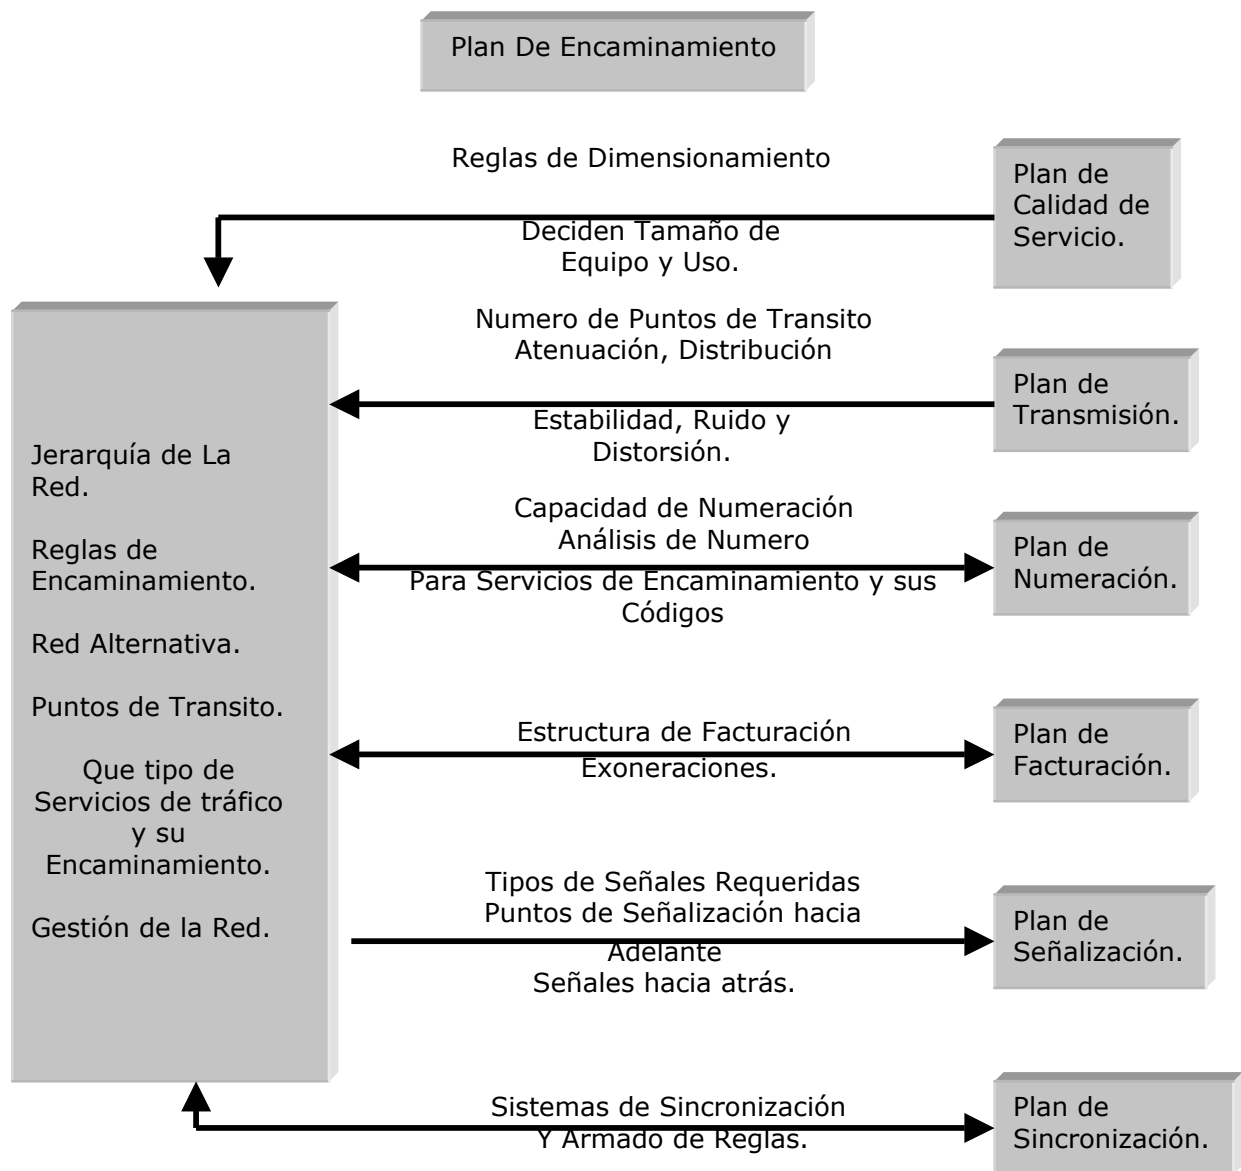 Plan De Encaminamiento
Reglas de Dimensionamiento
Deciden Tamaño de
Equipo y Uso.
Plan de
Calidad de
Servicio.
Numero de Puntos de Transito
Atenuación, Distribución
Estabilidad, Ruido y
Distorsión.
Plan de
Transmisión.
Jerarquía de La
Red.
Reglas de
Encaminamiento.
Red Alternativa.
Puntos de Transito.
Que tipo de
Servicios de tráfico
y su
Encaminamiento.
Gestión de la Red.
Capacidad de Numeración
Análisis de Numero
Para Servicios de Encaminamiento y sus
Códigos
Plan de
Numeración.
Estructura de Facturación
Exoneraciones.
Plan de
Facturación.
Tipos de Señales Requeridas
Puntos de Señalización hacia
Adelante
Señales hacia atrás.
Plan de
Señalización.
Sistemas de Sincronización
Y Armado de Reglas.
Plan de
Sincronización.